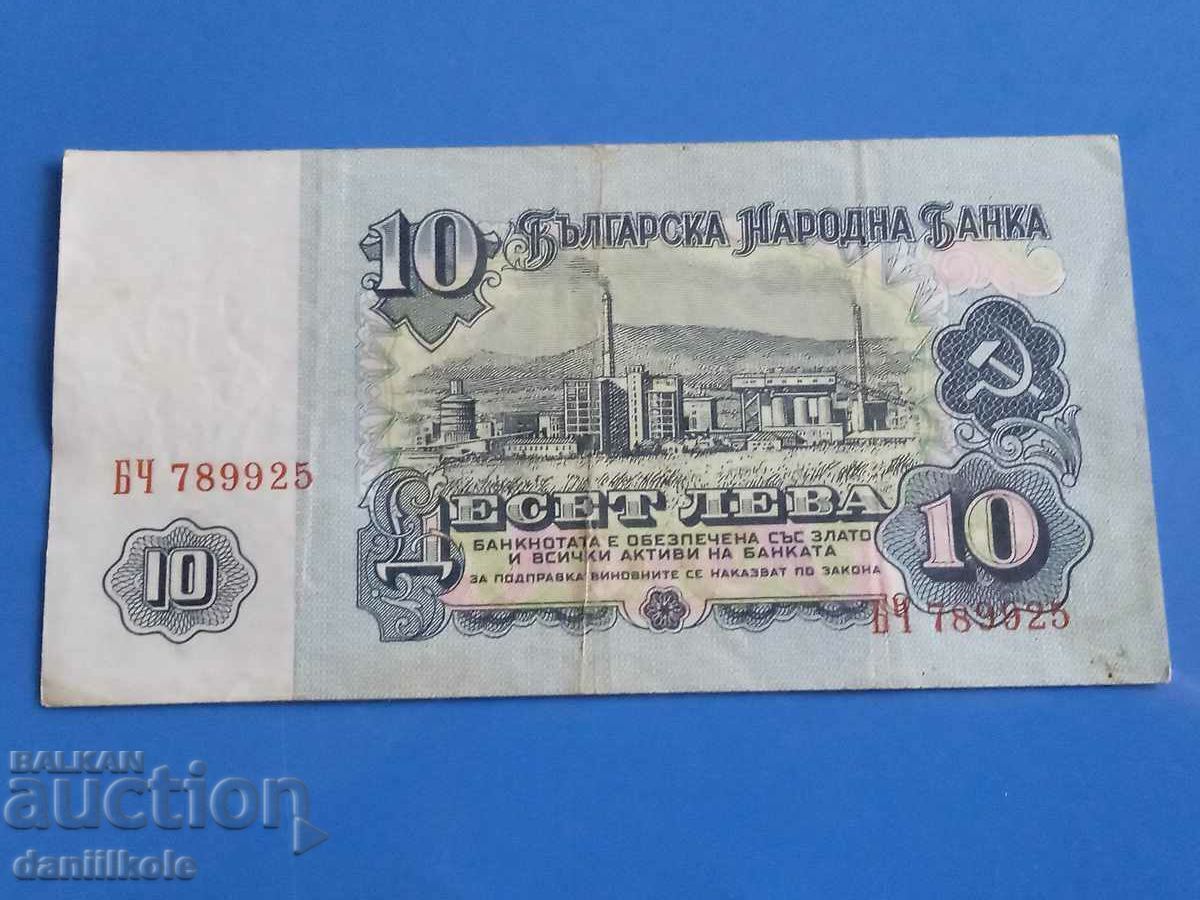 10 БЪЛГАРСКА НАРОДНА БАНКА
БЧ 789925
ДЕСЕТ ЛЕВА
БАНКНОТАТА Е ОБЕЗПЕЧЕНА СЪС ЗЛАТО
И ВСИЧКИ АКТИВИ НА БАНКАТА
ЗА ПОДПРАВКА ВИНОВНИТЕ СЕ НАКАЗВАТ ПО ЗАКОНА
10
10
БЧ 789925
BALKAN
auction
daniilkole